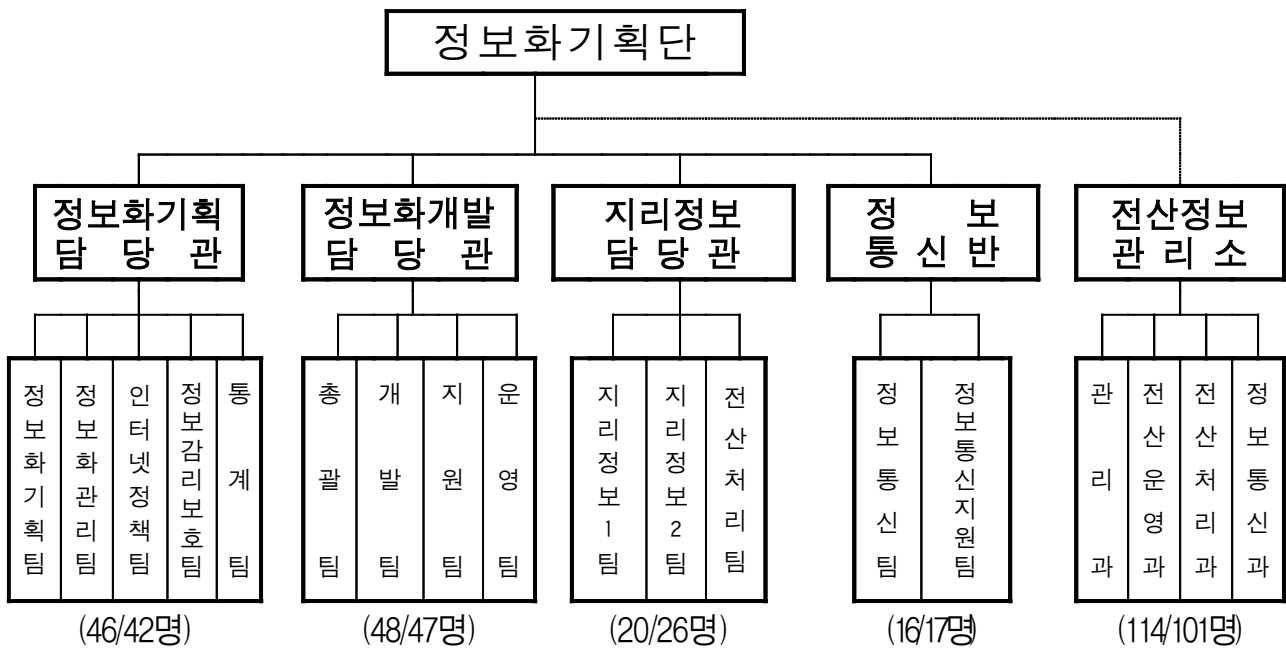 정보화기획단
정보화기획
담 당 관
정보화개발
담 당 관
지리정보
담 당 관
정 보
통 신 반
전산정보
관 리 소
정보화기획팀
정보화관리팀
인터넷정책팀
정보감리보호팀
통계팀
총괄팀
개발팀
지원팀
운영팀
지리정보1팀
지리정보2팀
전산처리팀
정보통신팀
정보통신지원팀
관리과
전산운영과
전산처리과
정보통신과
(46/42명)
(48/47명)
(20/26명)
(16/17명)
(114/101명)